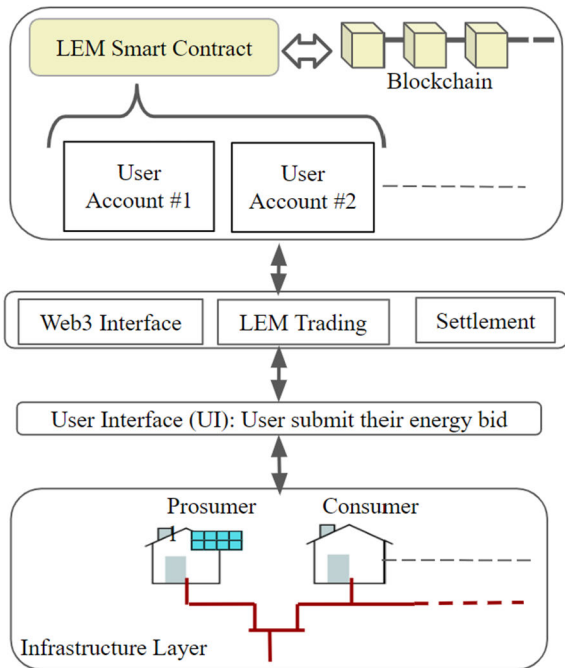 LEM Smart Contract
Blockchain
User
Account #1
User
Account #2
Web3 Interface
LEM Trading
Settlement
User Interface (UI): User submit their energy bid
Prosumer
1
Consumer
Infrastructure Layer